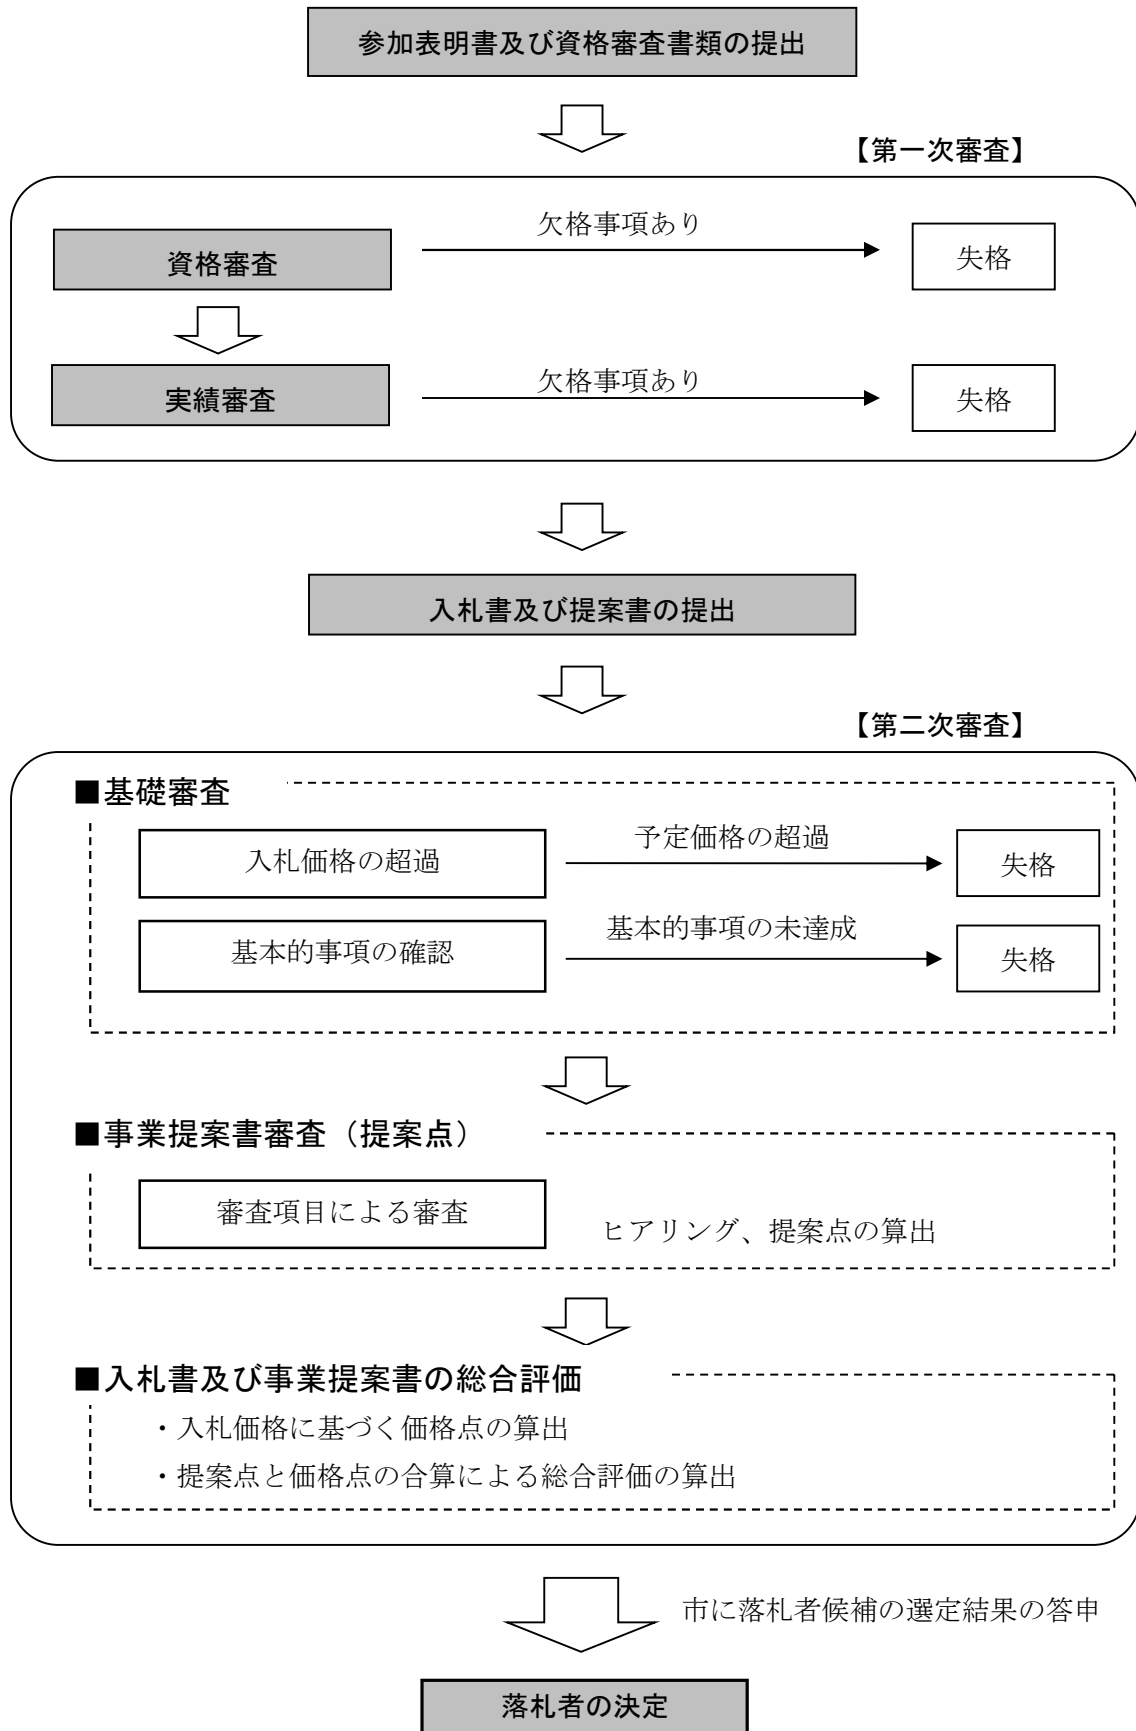 参加表明書及び資格審査書類の提出
【第一次審査】
欠格事項あり
資格審査
失格
欠格事項あり
実績審査
失格
入札書及び提案書の提出
【第二次審査】
■基礎審査
予定価格の超過
入札価格の超過
失格
基本的事項の未達成
基本的事項の確認
失格
■事業提案書審査（提案点）
審査項目による審査
ヒアリング、提案点の算出
■入札書及び事業提案書の総合評価
・入札価格に基づく価格点の算出
・提案点と価格点の合算による総合評価の算出
市に落札者候補の選定結果の答申
落札者の決定